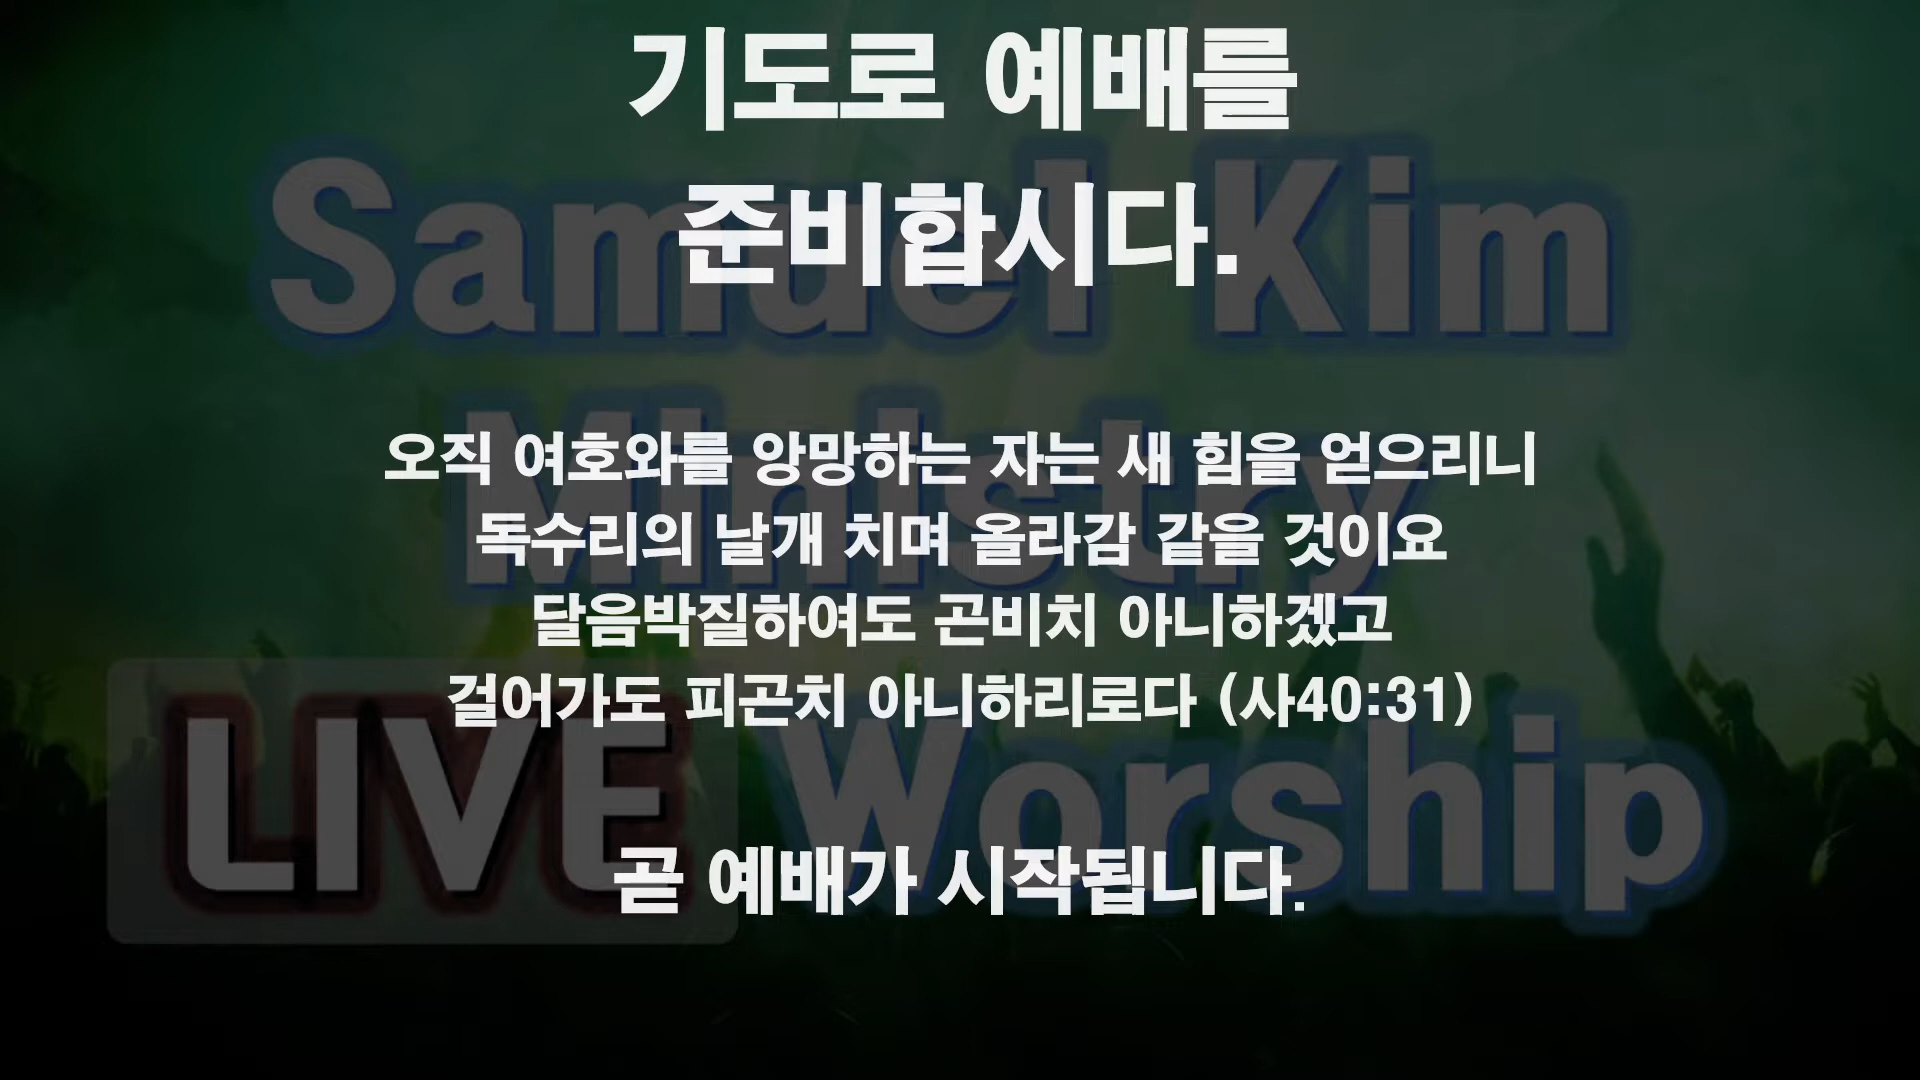 기도로 예배를
준비합시다.
Samuel Kim
Ministry
오직 여호와를 앙망하는 자는 새 힘을 얻으리니
독수리의 날개 치며 올라감 같을 것이요
달음박질하여도 곤비치 아니하겠고
걸어가도 피곤치 아니하리로다 (사40:31)
LIVE Worship
곧 예배가 시작됩니다.